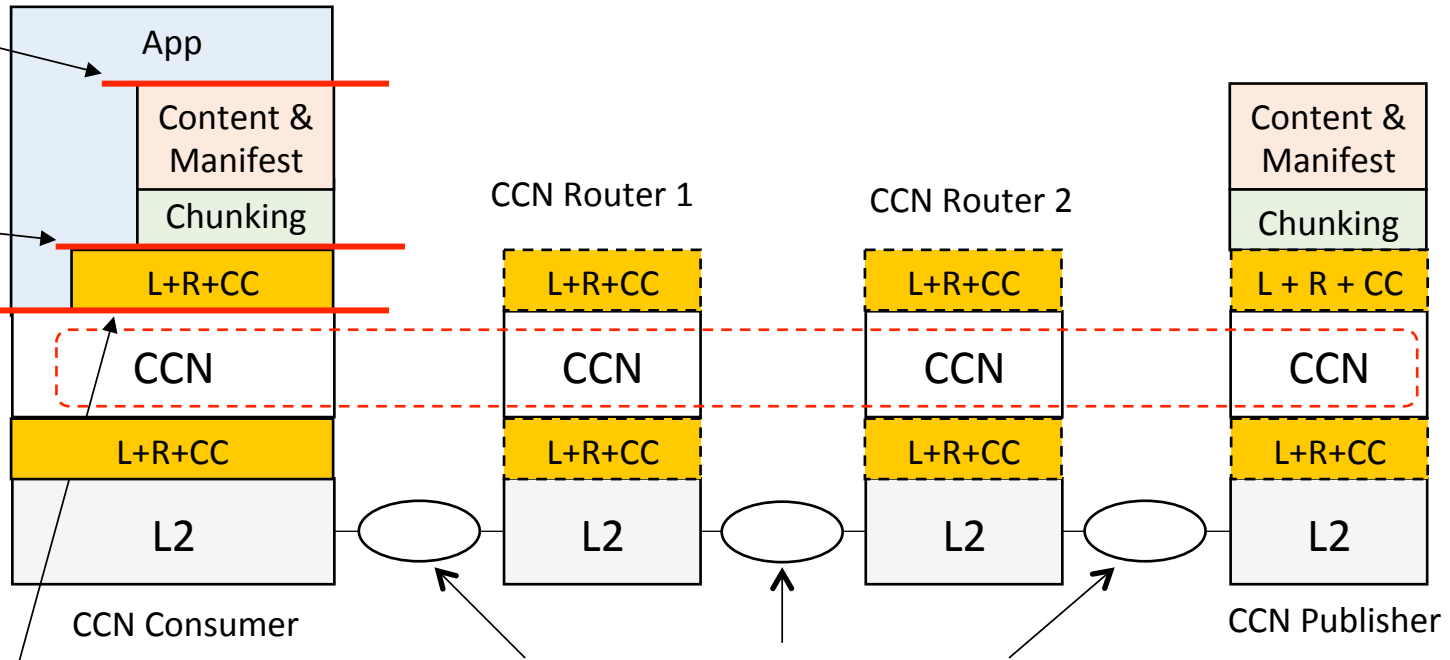 App
Content &
Manifest
Chunking
L+R+CC
CCN
L+R+CC
L2
CCN Consumer
CCN Router 1
L+R+CC
CCN
L+R+CC
L2
CCN Router 2
L+R+CC
CCN
L+R+CC
L2
Content &
Manifest
Chunking
L + R + CC
CCN
L+R+CC
L2
CCN Publisher